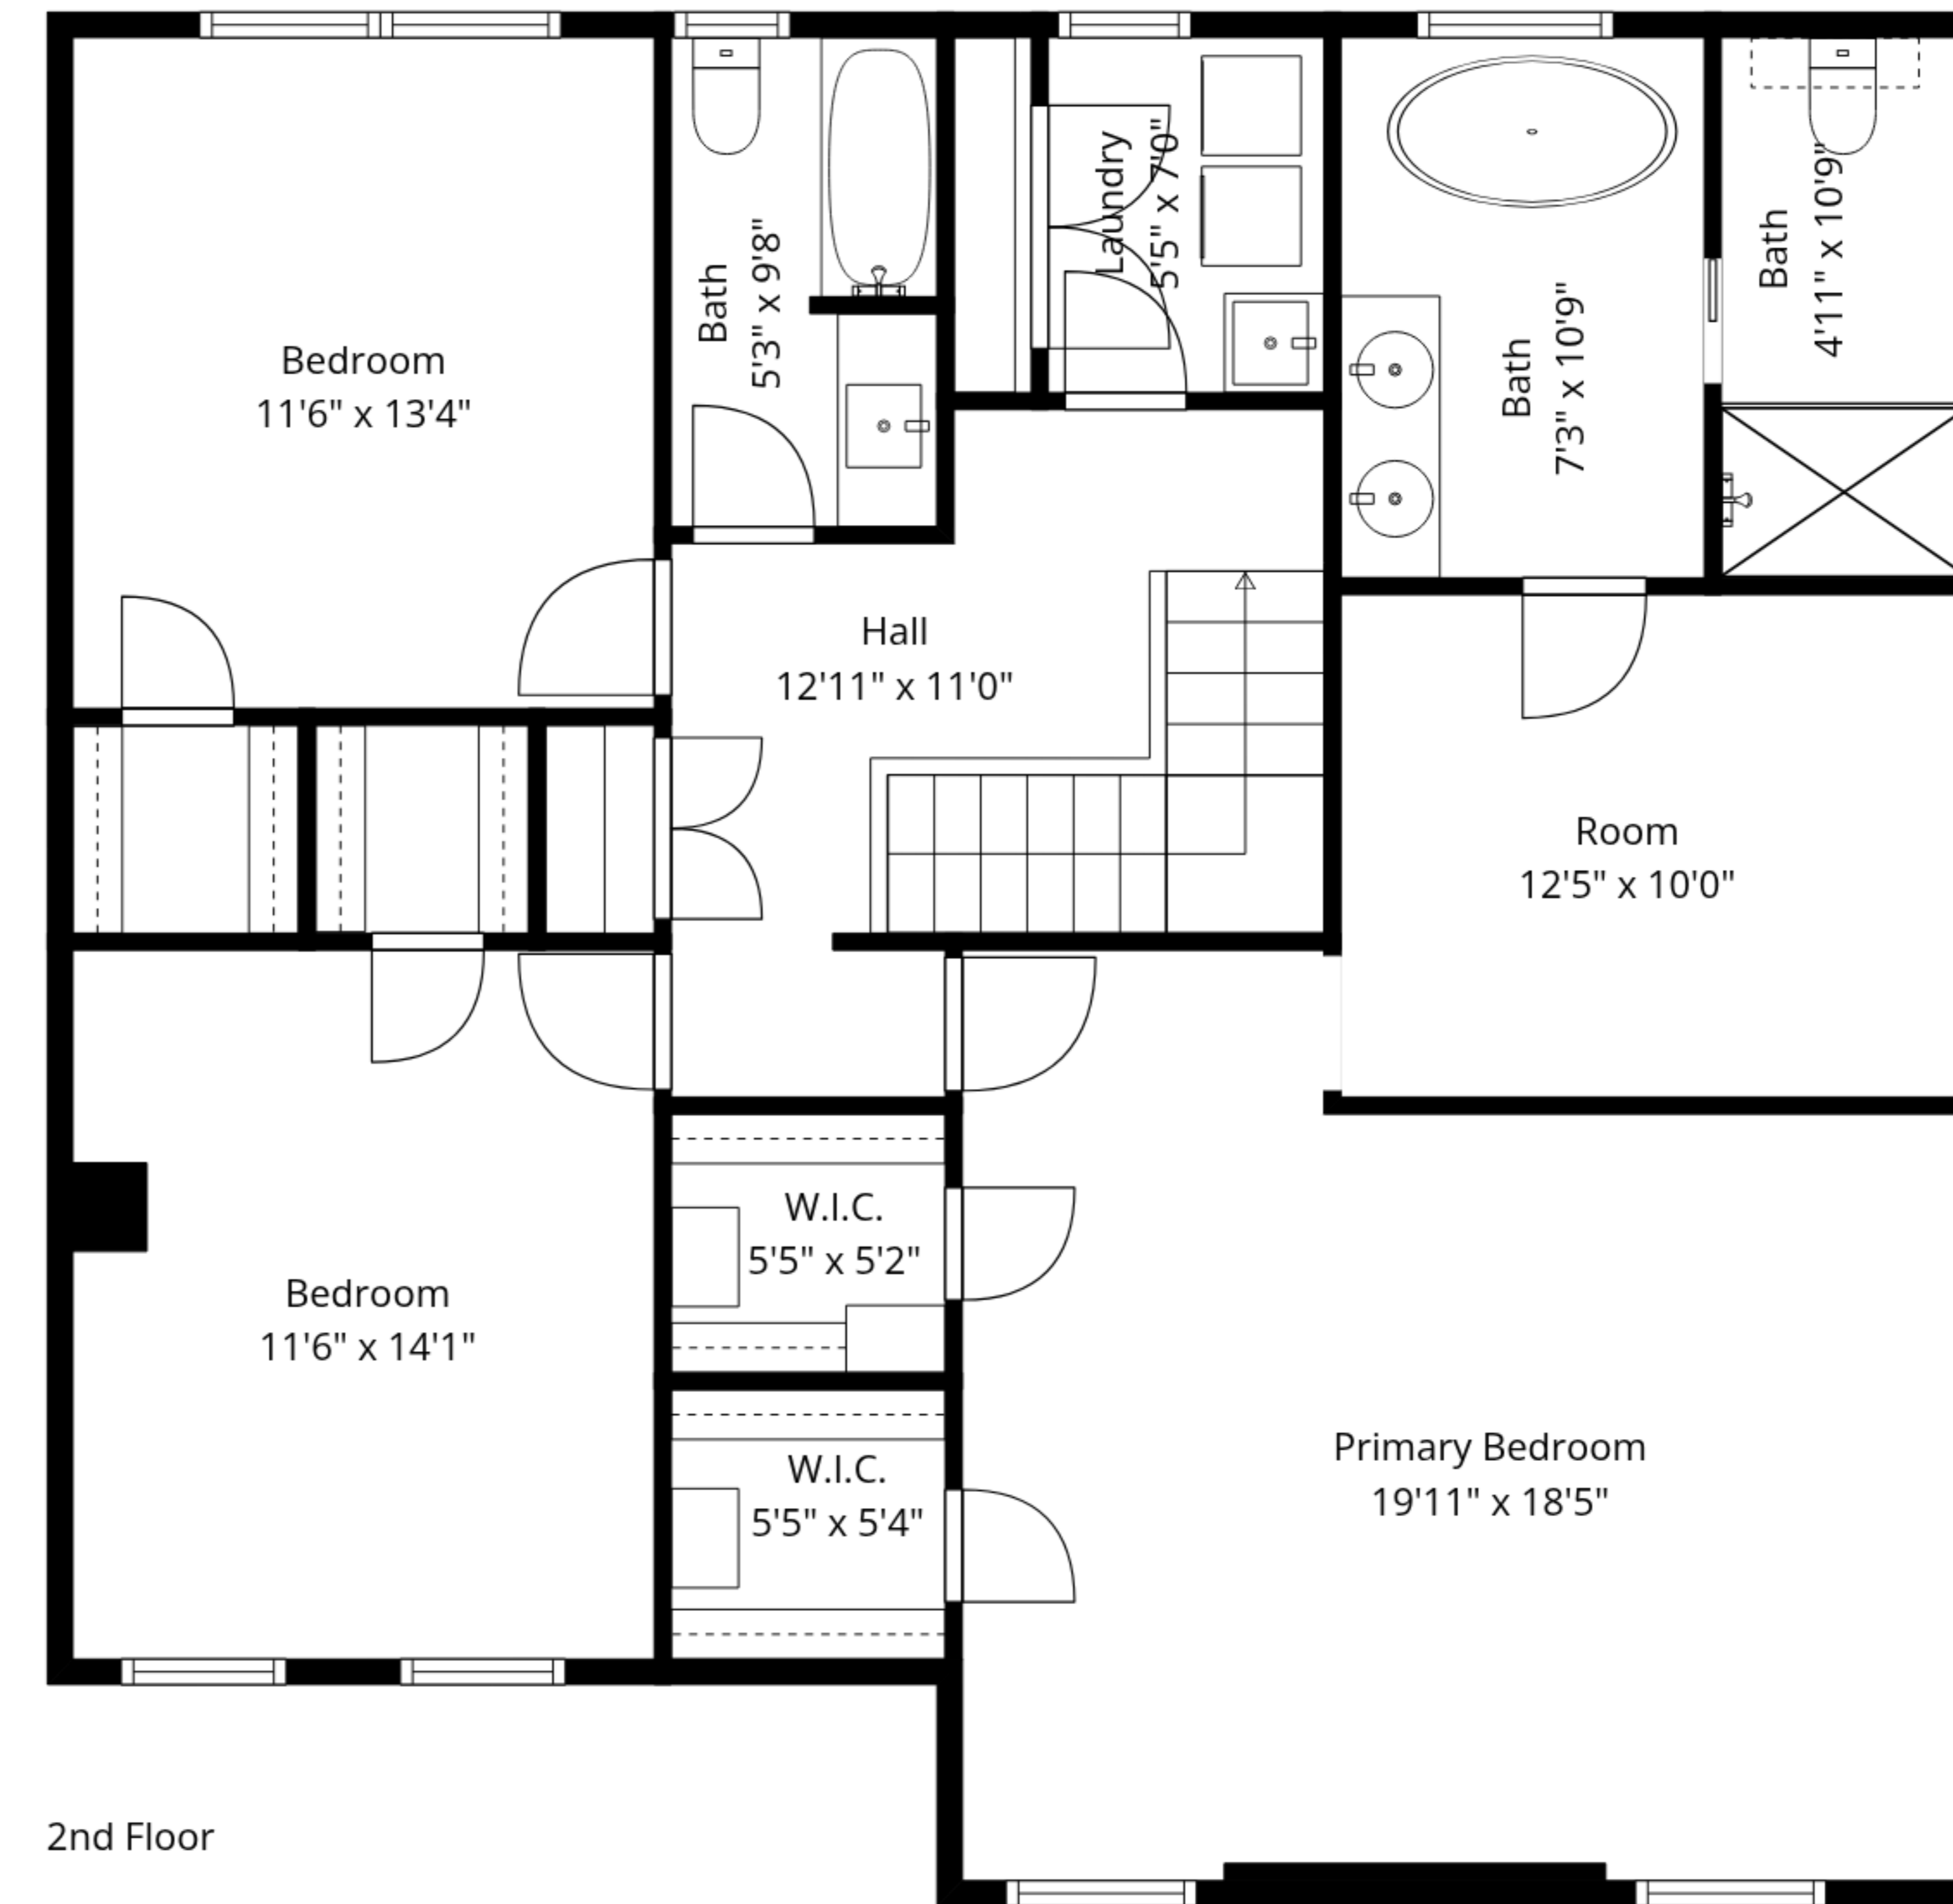 Bedroom
11'6" x 13'4"
Bath
5'3" x 9'8"
Laundry
5'5" x 7'0"
Bath
7'3" x 10'9"
Bath
4'11" x 10'9"
Hall
12'11" x 11'0"
Room
12'5" x 10'0"
Bedroom
11'6" x 14'1"
W.I.C.
5'5" x 5'2"
W.I.C.
5'5" x 5'4"
Primary Bedroom
19'11" x 18'5"
2nd Floor